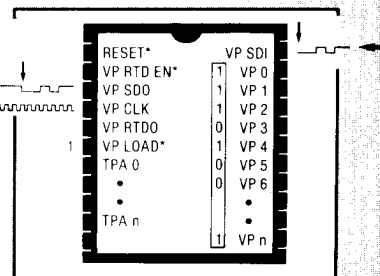 RESET* VP SDI
VP RTD EN* 1 VP 0
VP SDO 1 VP 1
VP CLK 1 VP 2
VP RTDO 0 VP 3
1 VP LOAD* 1 VP 4
TPA 0 0 VP 5
• 0 VP 6
• •
TPA n •
1 VP n